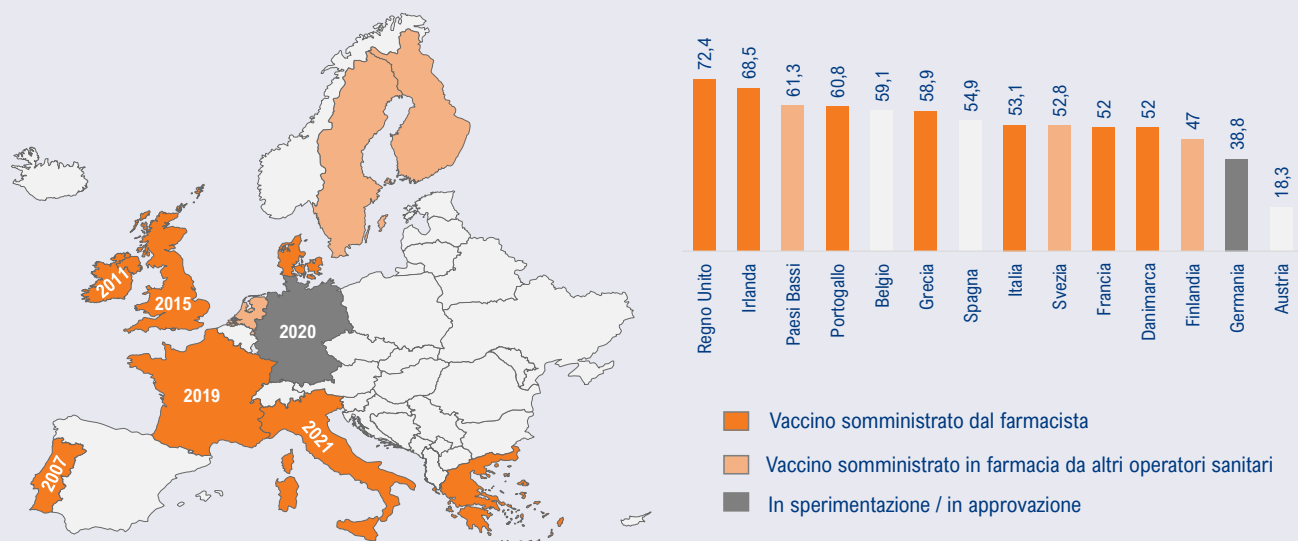 2011
2015
2020
2019
2021
2007
72,4
68,5
61,3
60,8
59,1
58,9
54,9
53,1
52,8
52
52
47
38,8
18,3
Regno Unito
Irlanda
Paesi Bassi
Portogallo
Belgio
Grecia
Spagna
Italia
Svezia
Francia
Danimarca
Finlandia
Germania
Austria
Vaccino somministrato dal farmacista
Vaccino somministrato in farmacia da altri operatori sanitari
In sperimentazione / in approvazione